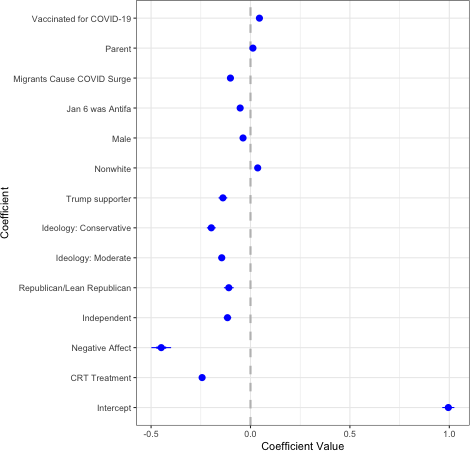 Vaccinated for COVID-19
Parent
Migrants Cause COVID Surge
Jan 6 was Antifa
Male
Nonwhite
Trump supporter
Ideology: Conservative
Ideology: Moderate
Republican/Lean Republican
Independent
Negative Affect
CRT Treatment
Intercept
Coefficient
-0.5 0.0 0.5 1.0
Coefficient Value